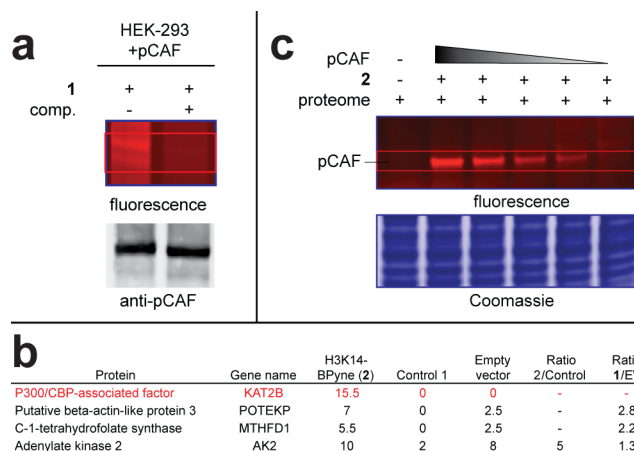 a
HEK-293
+pCAF
1 + +
comp. - +
fluorescence
anti-pCAF
c
pCAF -
2 - + + + + +
proteome + + + + + +
pCAF
fluorescence
Coomassie
b
Protein Gene name H3K14-BPyne (2) Control 1 Empty vector Ratio 2/Control
P300/CBP-associated factor KAT2B 15.5 0 0 - -
Putative beta-actin-like protein 3 POTEKP 7 0 2.5 - 2.8
C-1-tetrahydrofolate synthase MTHFD1 5.5 0 2.5 - 2.2
Adenylate kinase 2 AK2 10 2 8 5 1.3